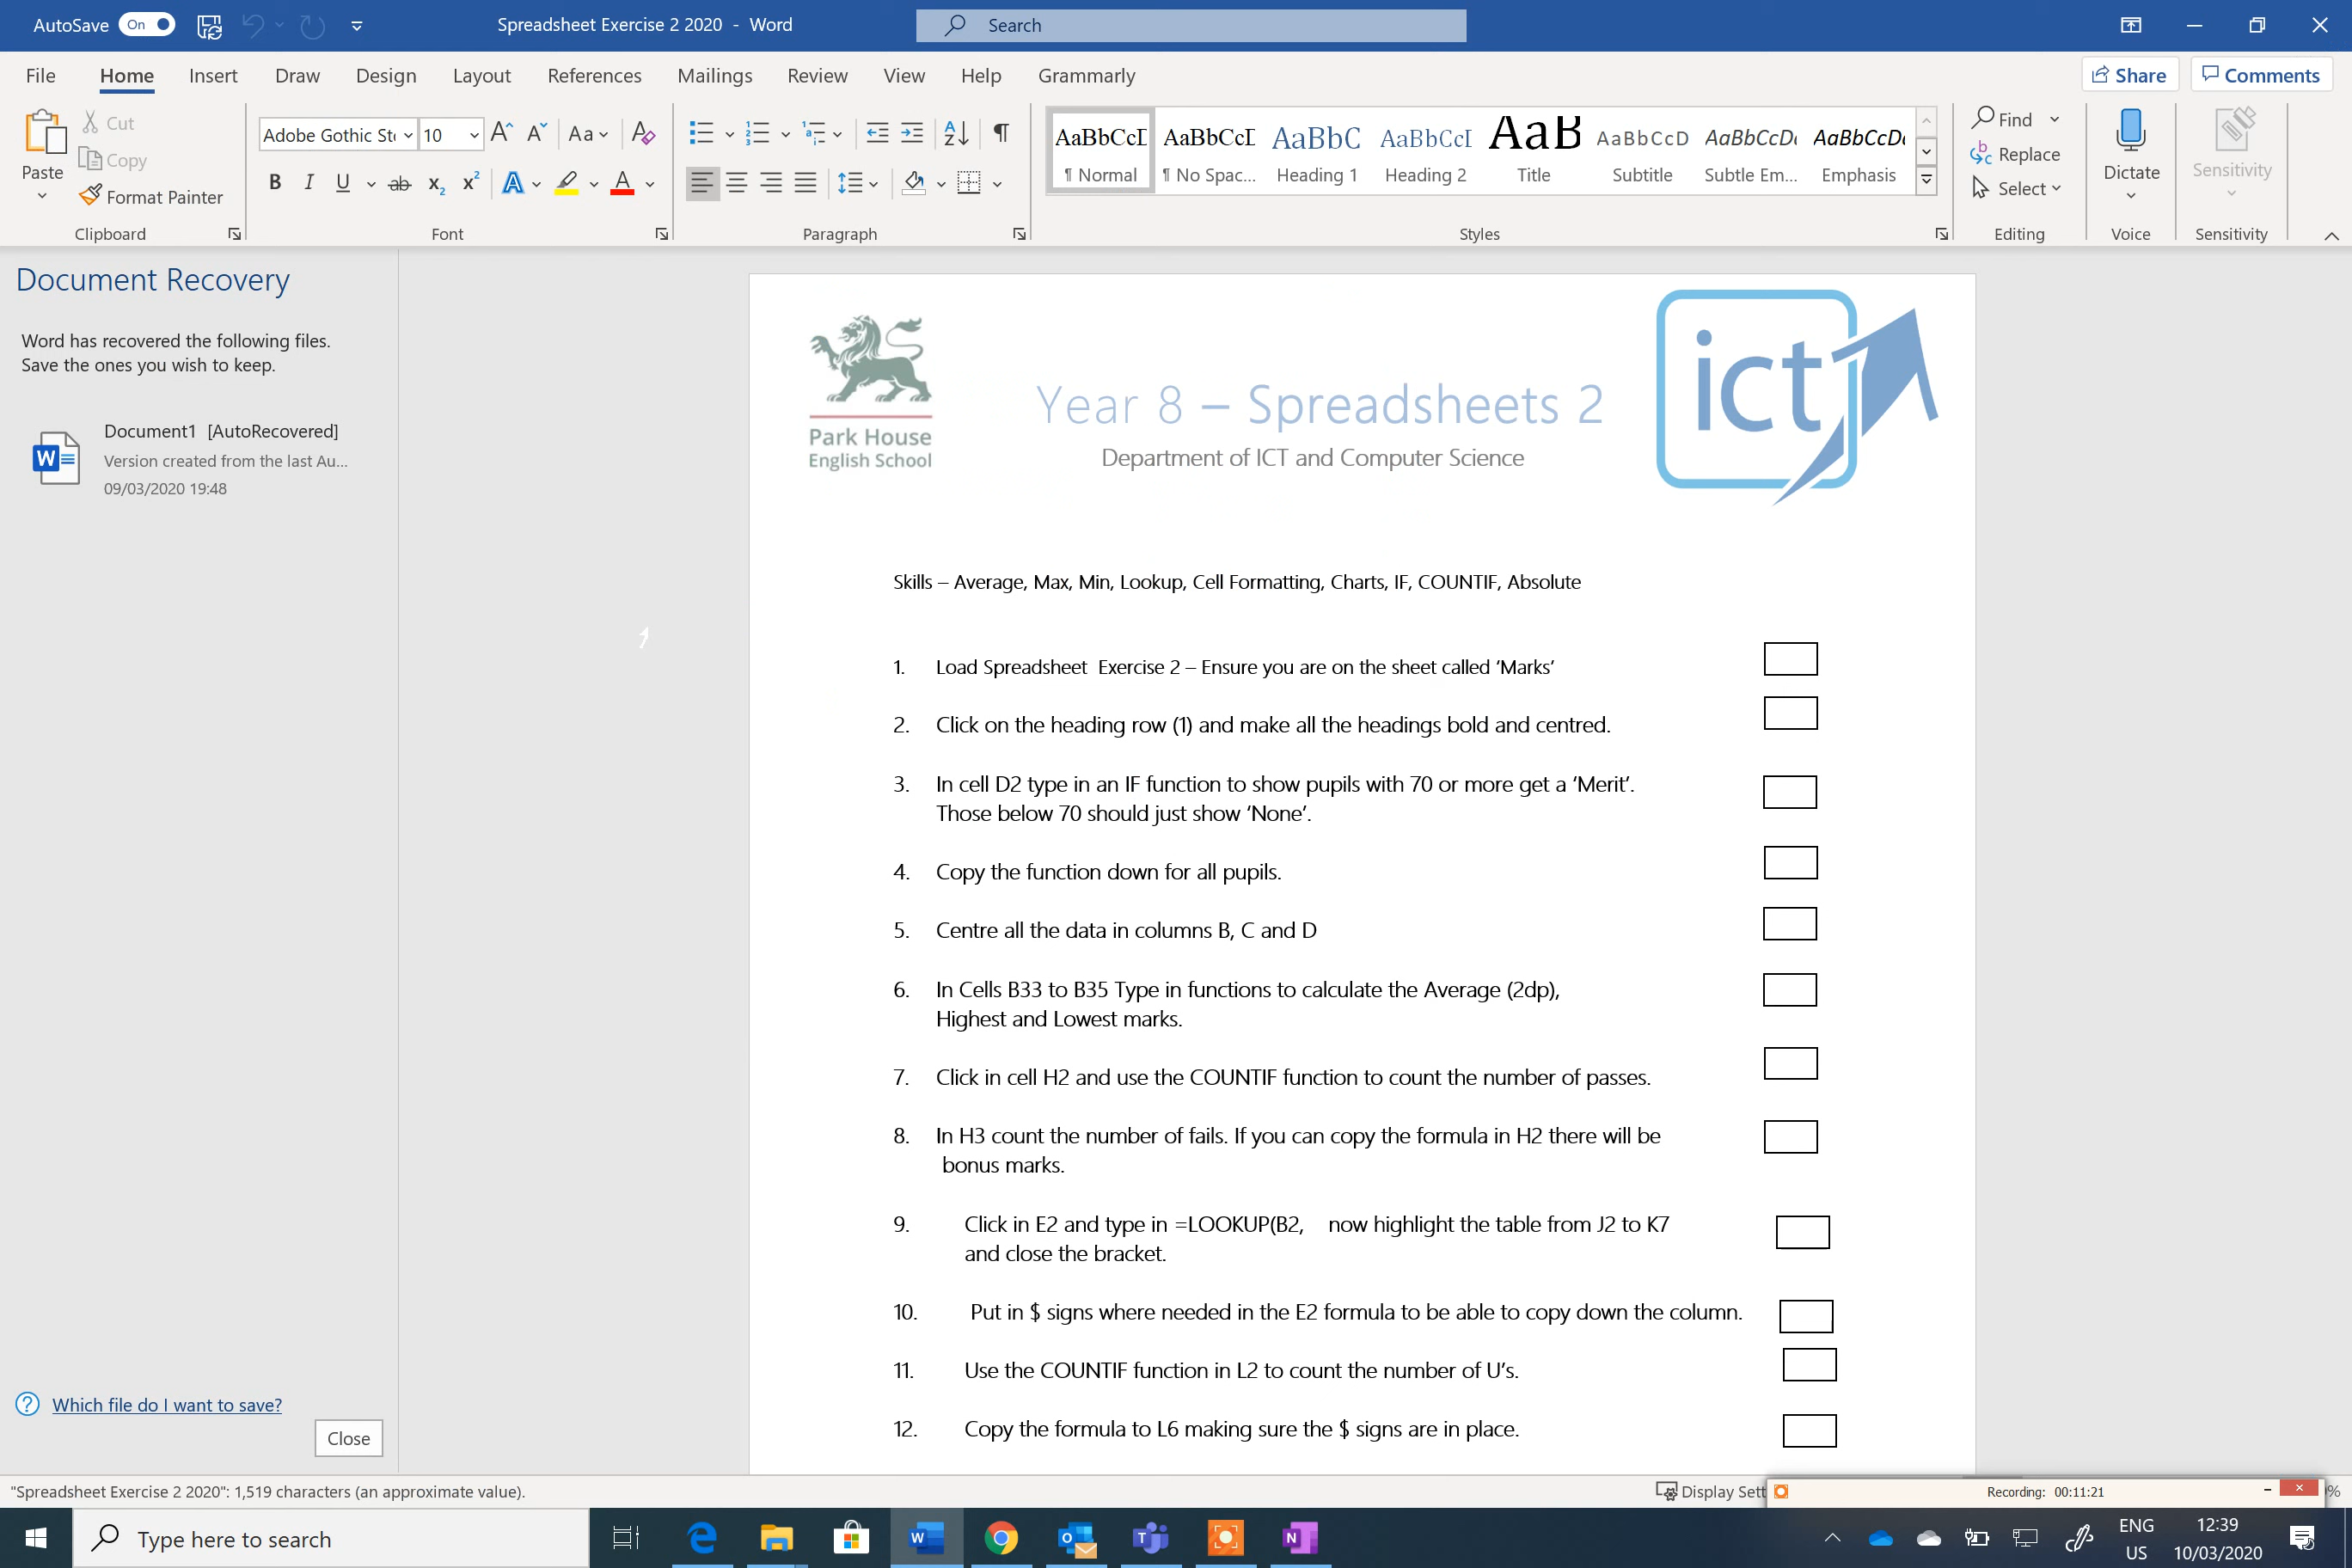 AutoSave On Spreadsheet Exercise 2 2020 - Word Search
File Home Insert Draw Design Layout References Mailings Review View Help Grammarly Share Comments
Paste Cut Copy Format Painter
Clipboard
Adobe Gothic St 10
Font
Paragraph
AaBbCcD AaBbCcD AaBbC AaBbCcD AaB AaBbCcD AaBbCcDc AaBbCcDc
¶ Normal ¶ No Spac... Heading 1 Heading 2 Title Subtitle Subtle Em... Emphasis
Styles
Find
Replace
Select
Editing
Dictate
Voice
Sensitivity
Sensitivity
Document Recovery
Word has recovered the following files.
Save the ones you wish to keep.
Document1 [AutoRecovered]
Version created from the last Au...
09/03/2020 19:48
Which file do I want to save?
Close
Park House
English School
Year 8 – Spreadsheets 2
Department of ICT and Computer Science
ict
Skills – Average, Max, Min, Lookup, Cell Formatting, Charts, IF, COUNTIF, Absolute
1. Load Spreadsheet Exercise 2 – Ensure you are on the sheet called ‘Marks’
2. Click on the heading row (1) and make all the headings bold and centred.
3. In cell D2 type in an IF function to show pupils with 70 or more get a ‘Merit’.
Those below 70 should just show ‘None’.
4. Copy the function down for all pupils.
5. Centre all the data in columns B, C and D
6. In Cells B33 to B35 Type in functions to calculate the Average (2dp),
Highest and Lowest marks.
7. Click in cell H2 and use the COUNTIF function to count the number of passes.
8. In H3 count the number of fails. If you can copy the formula in H2 there will be
bonus marks.
9. Click in E2 and type in =LOOKUP(B2, now highlight the table from J2 to K7
and close the bracket.
10. Put in $ signs where needed in the E2 formula to be able to copy down the column.
11. Use the COUNTIF function in L2 to count the number of U’s.
12. Copy the formula to L6 making sure the $ signs are in place.
"Spreadsheet Exercise 2 2020": 1,519 characters (an approximate value).
Display Sett
Recording: 00:11:21
Type here to search
ENG
US
12:39
10/03/2020